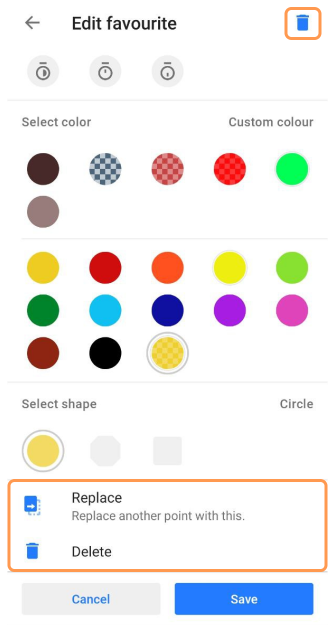 Edit favourite
Select color Custom colour
Select shape Circle
Replace
Replace another point with this.
Delete
Cancel Save